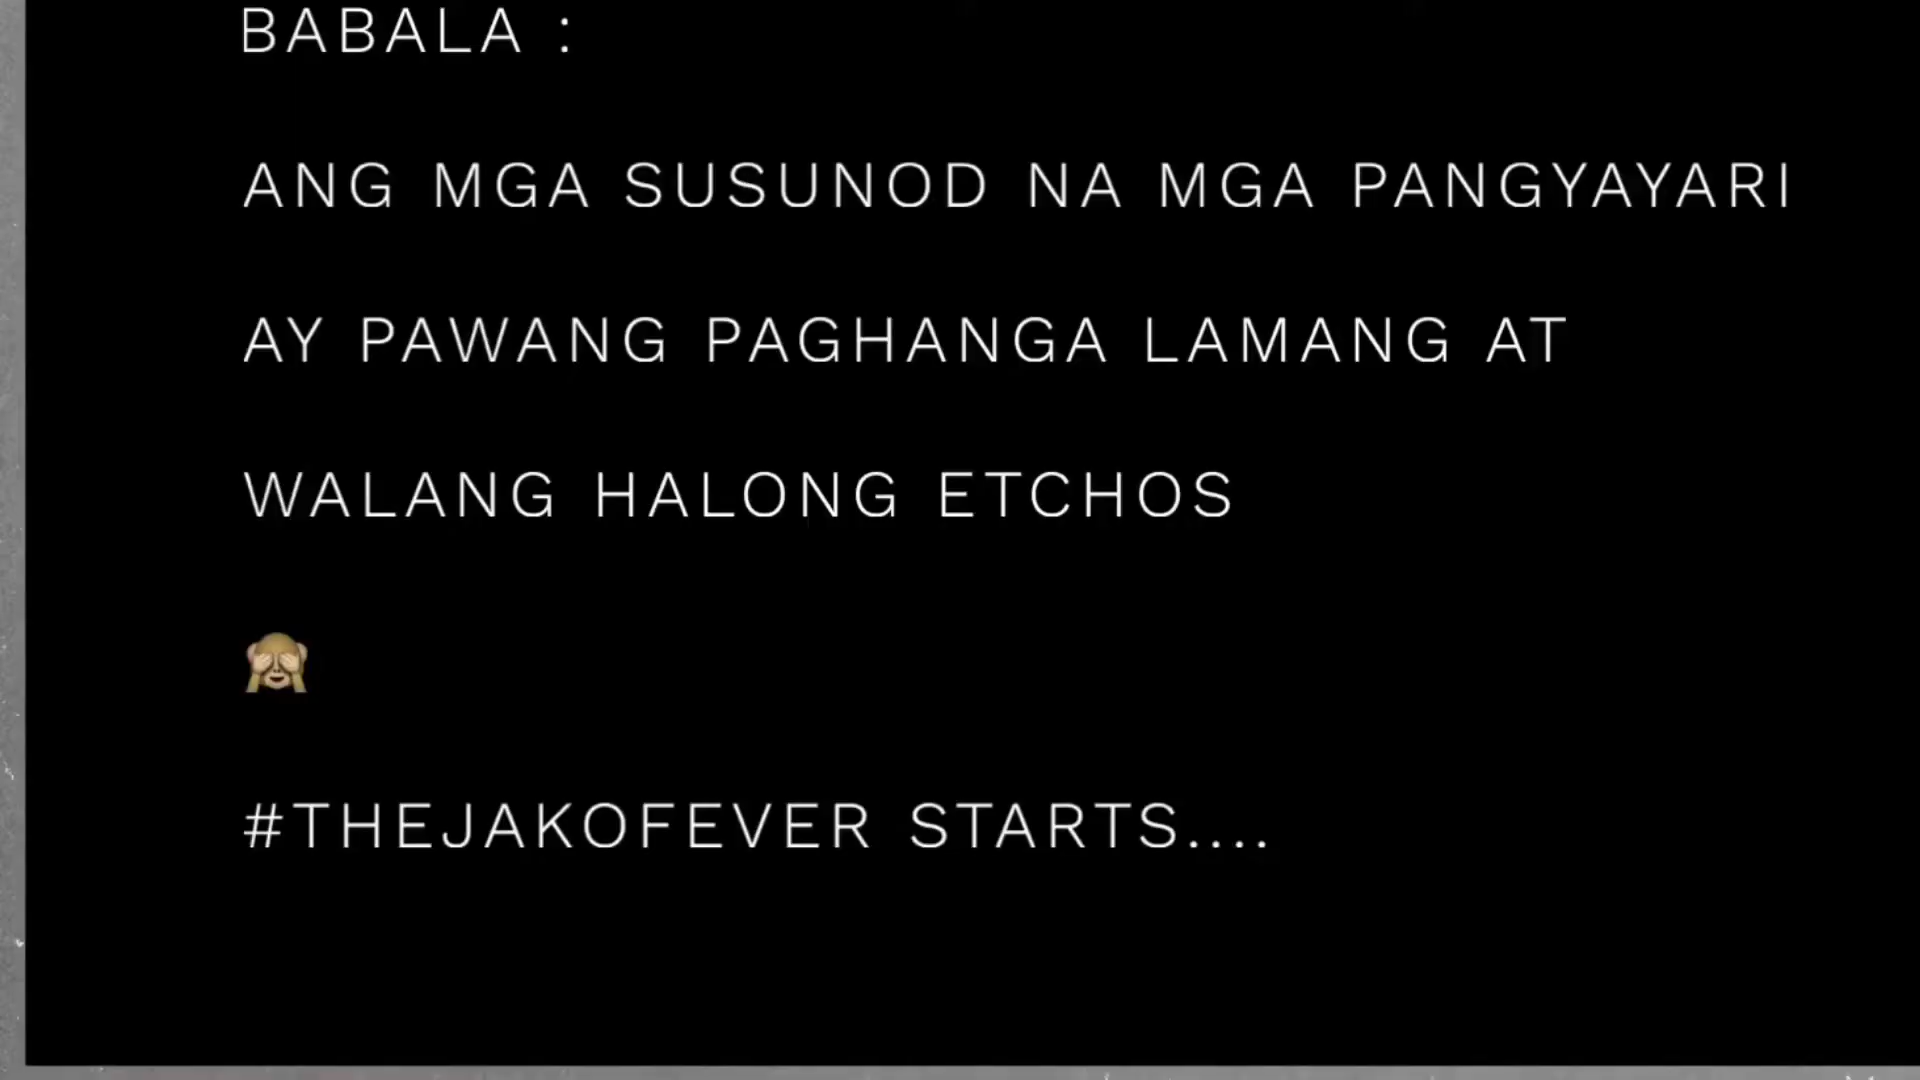 BABALA :
ANG MGA SUSUNOD NA MGA PANGYAYARI
AY PAWANG PAGHANGA LAMANG AT
WALANG HALONG ETCHOS
🙈
#THEJAKOFEVER STARTS....